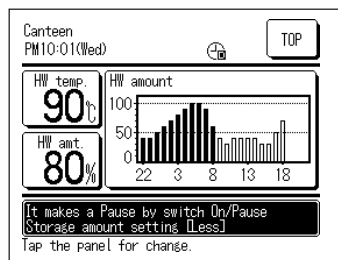 Canteen
PM10:01(Wed)
TOP
HW temp.
90℃
HW amt.
80%
HW amount
100
50
0
22 3 8 13 18
It makes a Pause by switch On/Pause
Storage amount setting [Less]
Tap the panel for change.